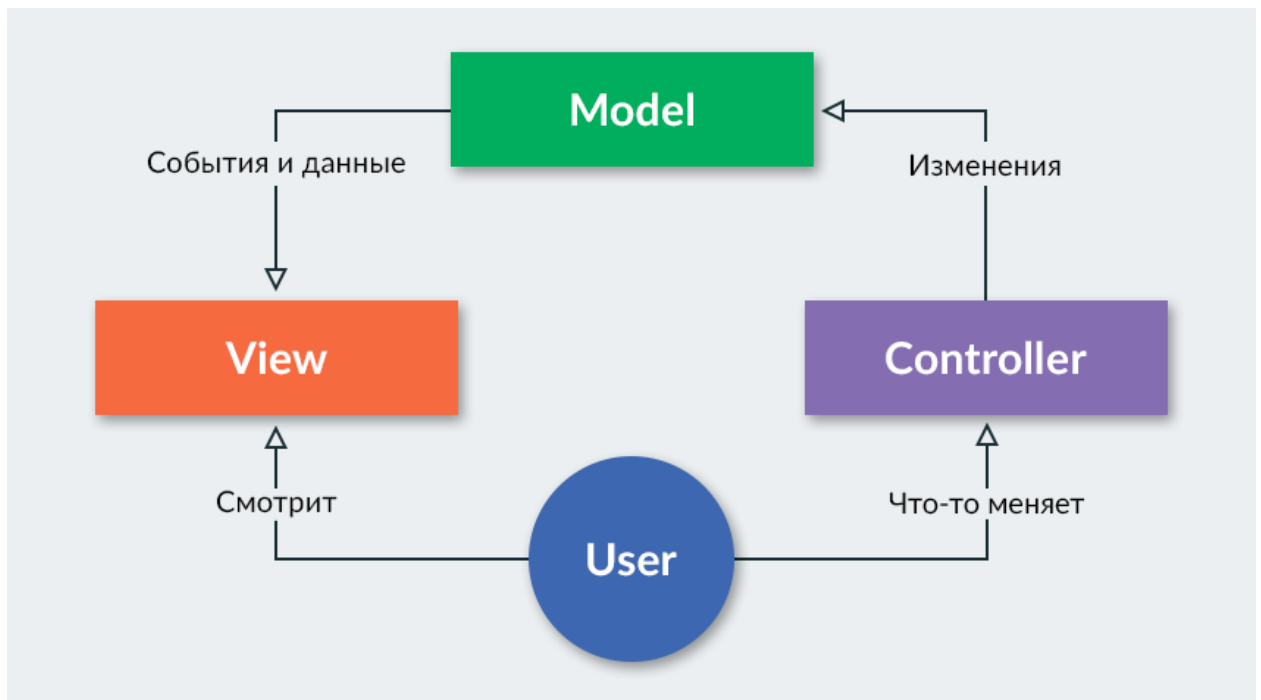 Model
События и данные
Изменения
View
Controller
Смотрит
Что-то меняет
User